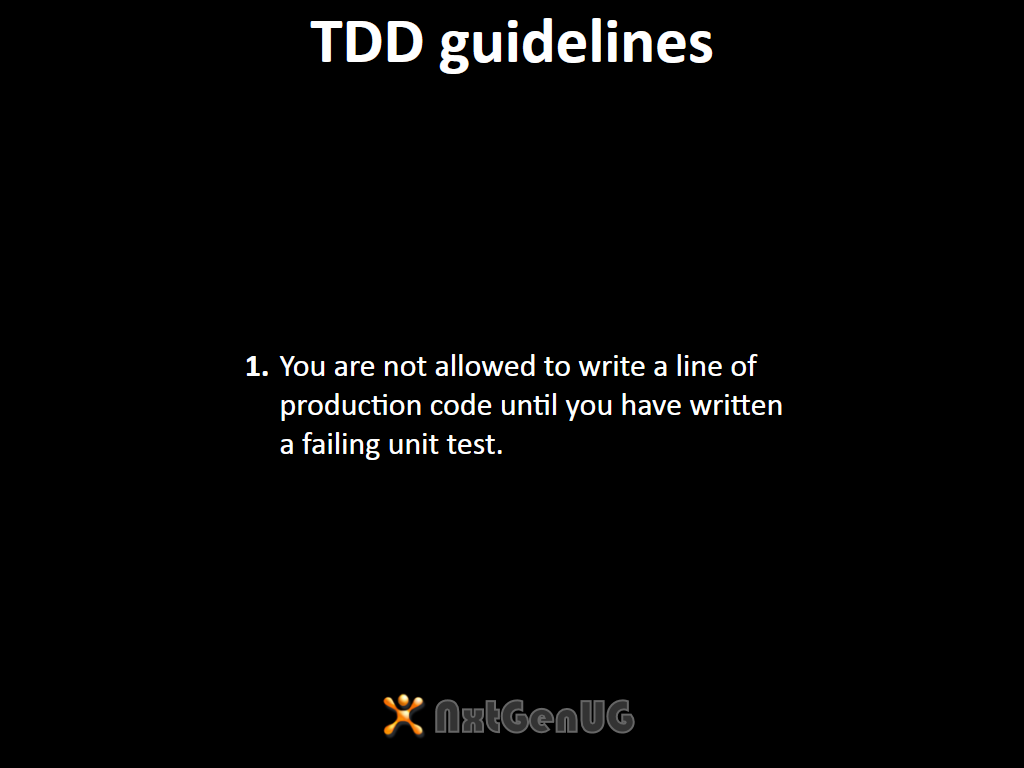 TDD guidelines
1. You are not allowed to write a line of
production code until you have written
a failing unit test.
NxtGenUG